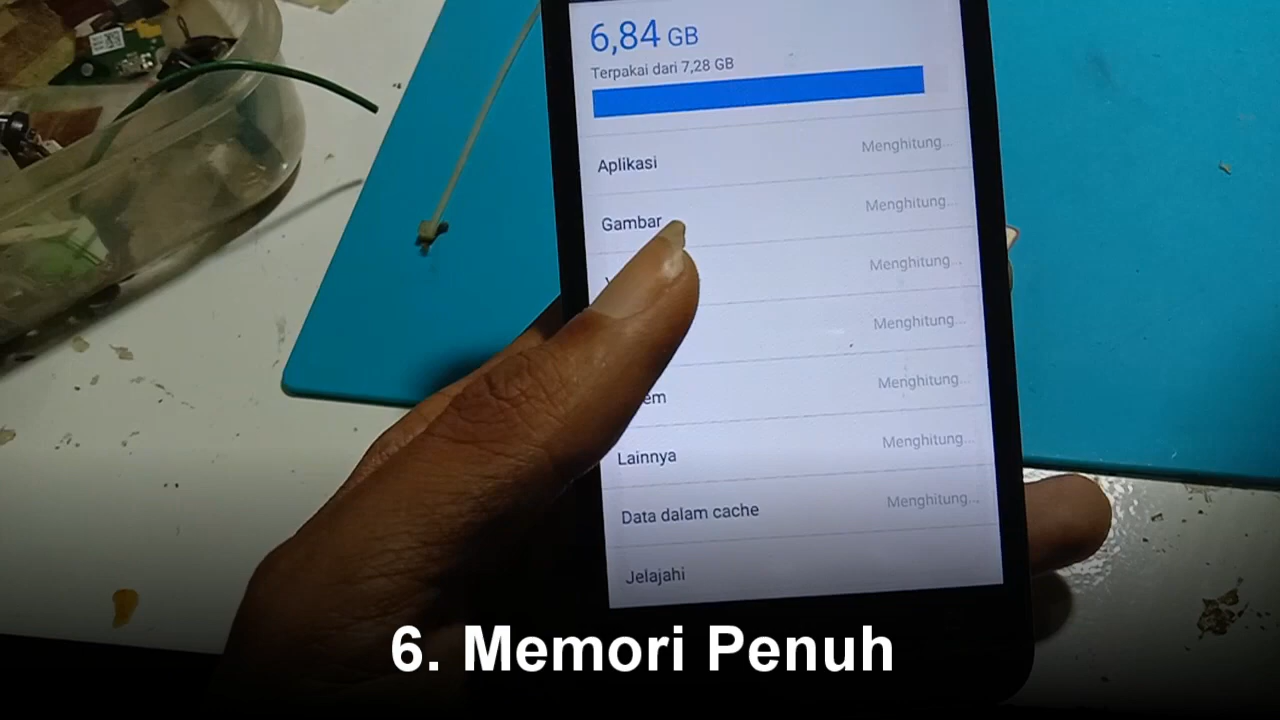 6,84 GB
Terpakai dari 7,28 GB
Aplikasi Menghitung...
Gambar Menghitung...
Menghitung...
Menghitung...
Menghitung...
Lainnya Menghitung...
Data dalam cache Menghitung...
Jelajahi
6. Memori Penuh